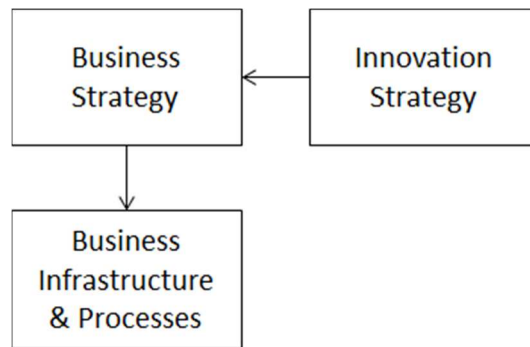 Business
Strategy
Innovation
Strategy
Business
Infrastructure
& Processes